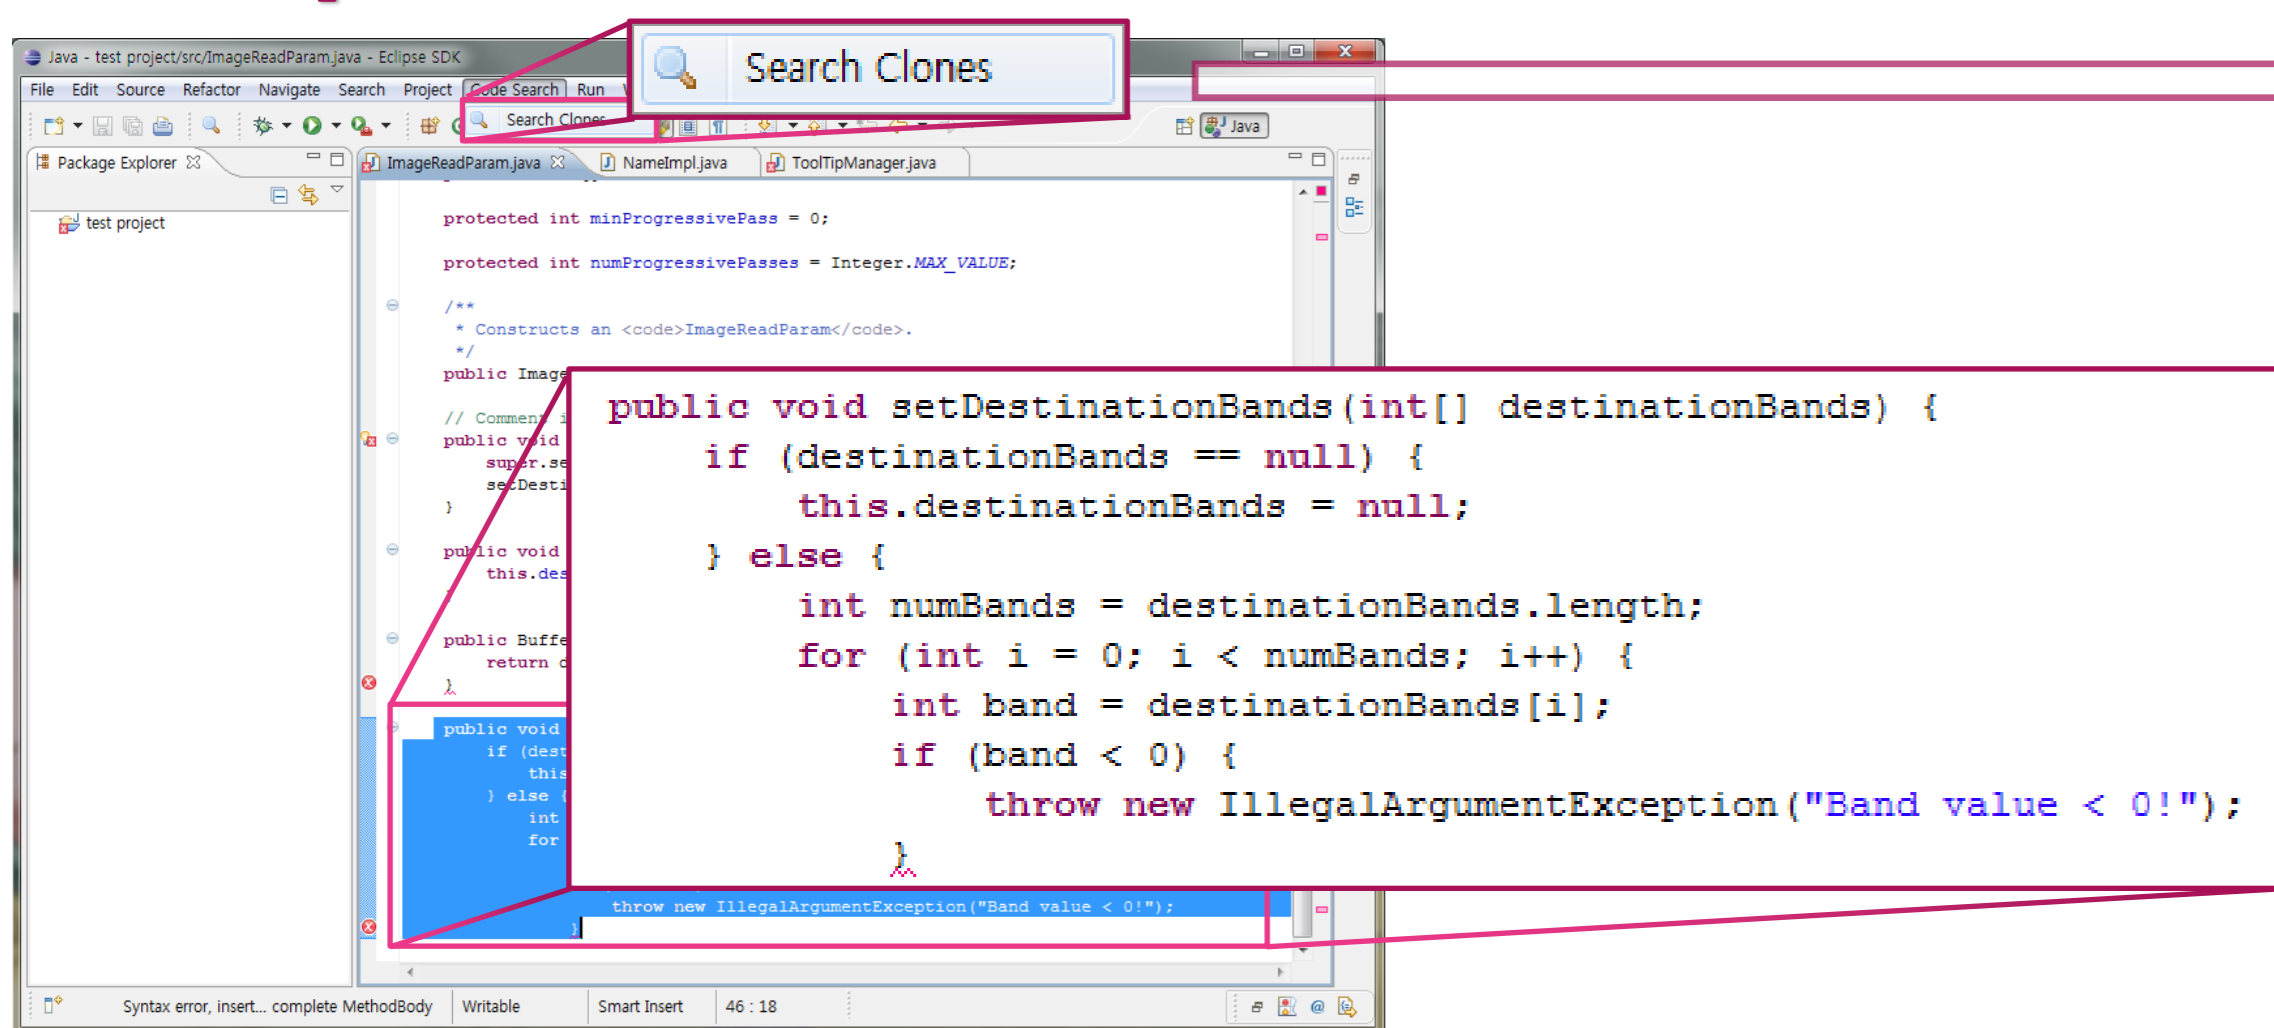 Search Clones
Java - test project/src/ImageReadParam.java - Eclipse SDK
File Edit Source Refactor Navigate Search Project Code Search Run
Search Clones
Java
Package Explorer
ImageReadParam.java NameImpl.java ToolTipManager.java
test project
protected int minProgressivePass = 0;
protected int numProgressivePasses = Integer.MAX_VALUE;
/**
* Constructs an <code>ImageReadParam</code>.
*/
public Image
// Comment i
public void
super.se
setDesti
}
public void
this.des
public Buffe
return d
}
public void
if (dest
this
} else {
int
for
throw new IllegalArgumentException("Band value < 0!");
}
public void setDestinationBands(int[] destinationBands) {
if (destinationBands == null) {
this.destinationBands = null;
} else {
int numBands = destinationBands.length;
for (int i = 0; i < numBands; i++) {
int band = destinationBands[i];
if (band < 0) {
throw new IllegalArgumentException("Band value < 0!");
}
Syntax error, insert... complete MethodBody Writable Smart Insert 46 : 18